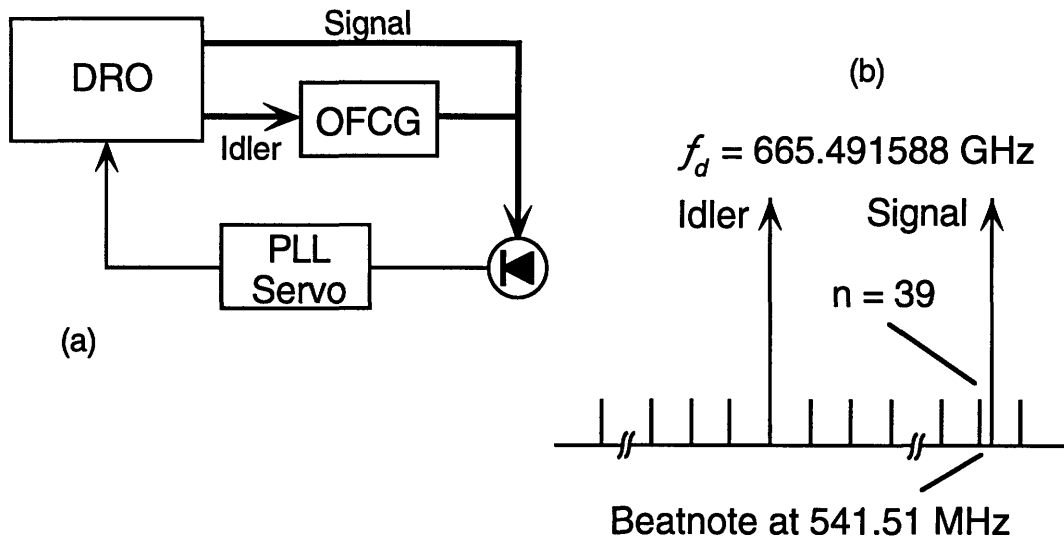 Signal
DRO
OFCG
Idler
PLL
Servo
(a)
(b)
f_d = 665.491588 GHz
Idler
Signal
n = 39
Beatnote at 541.51 MHz